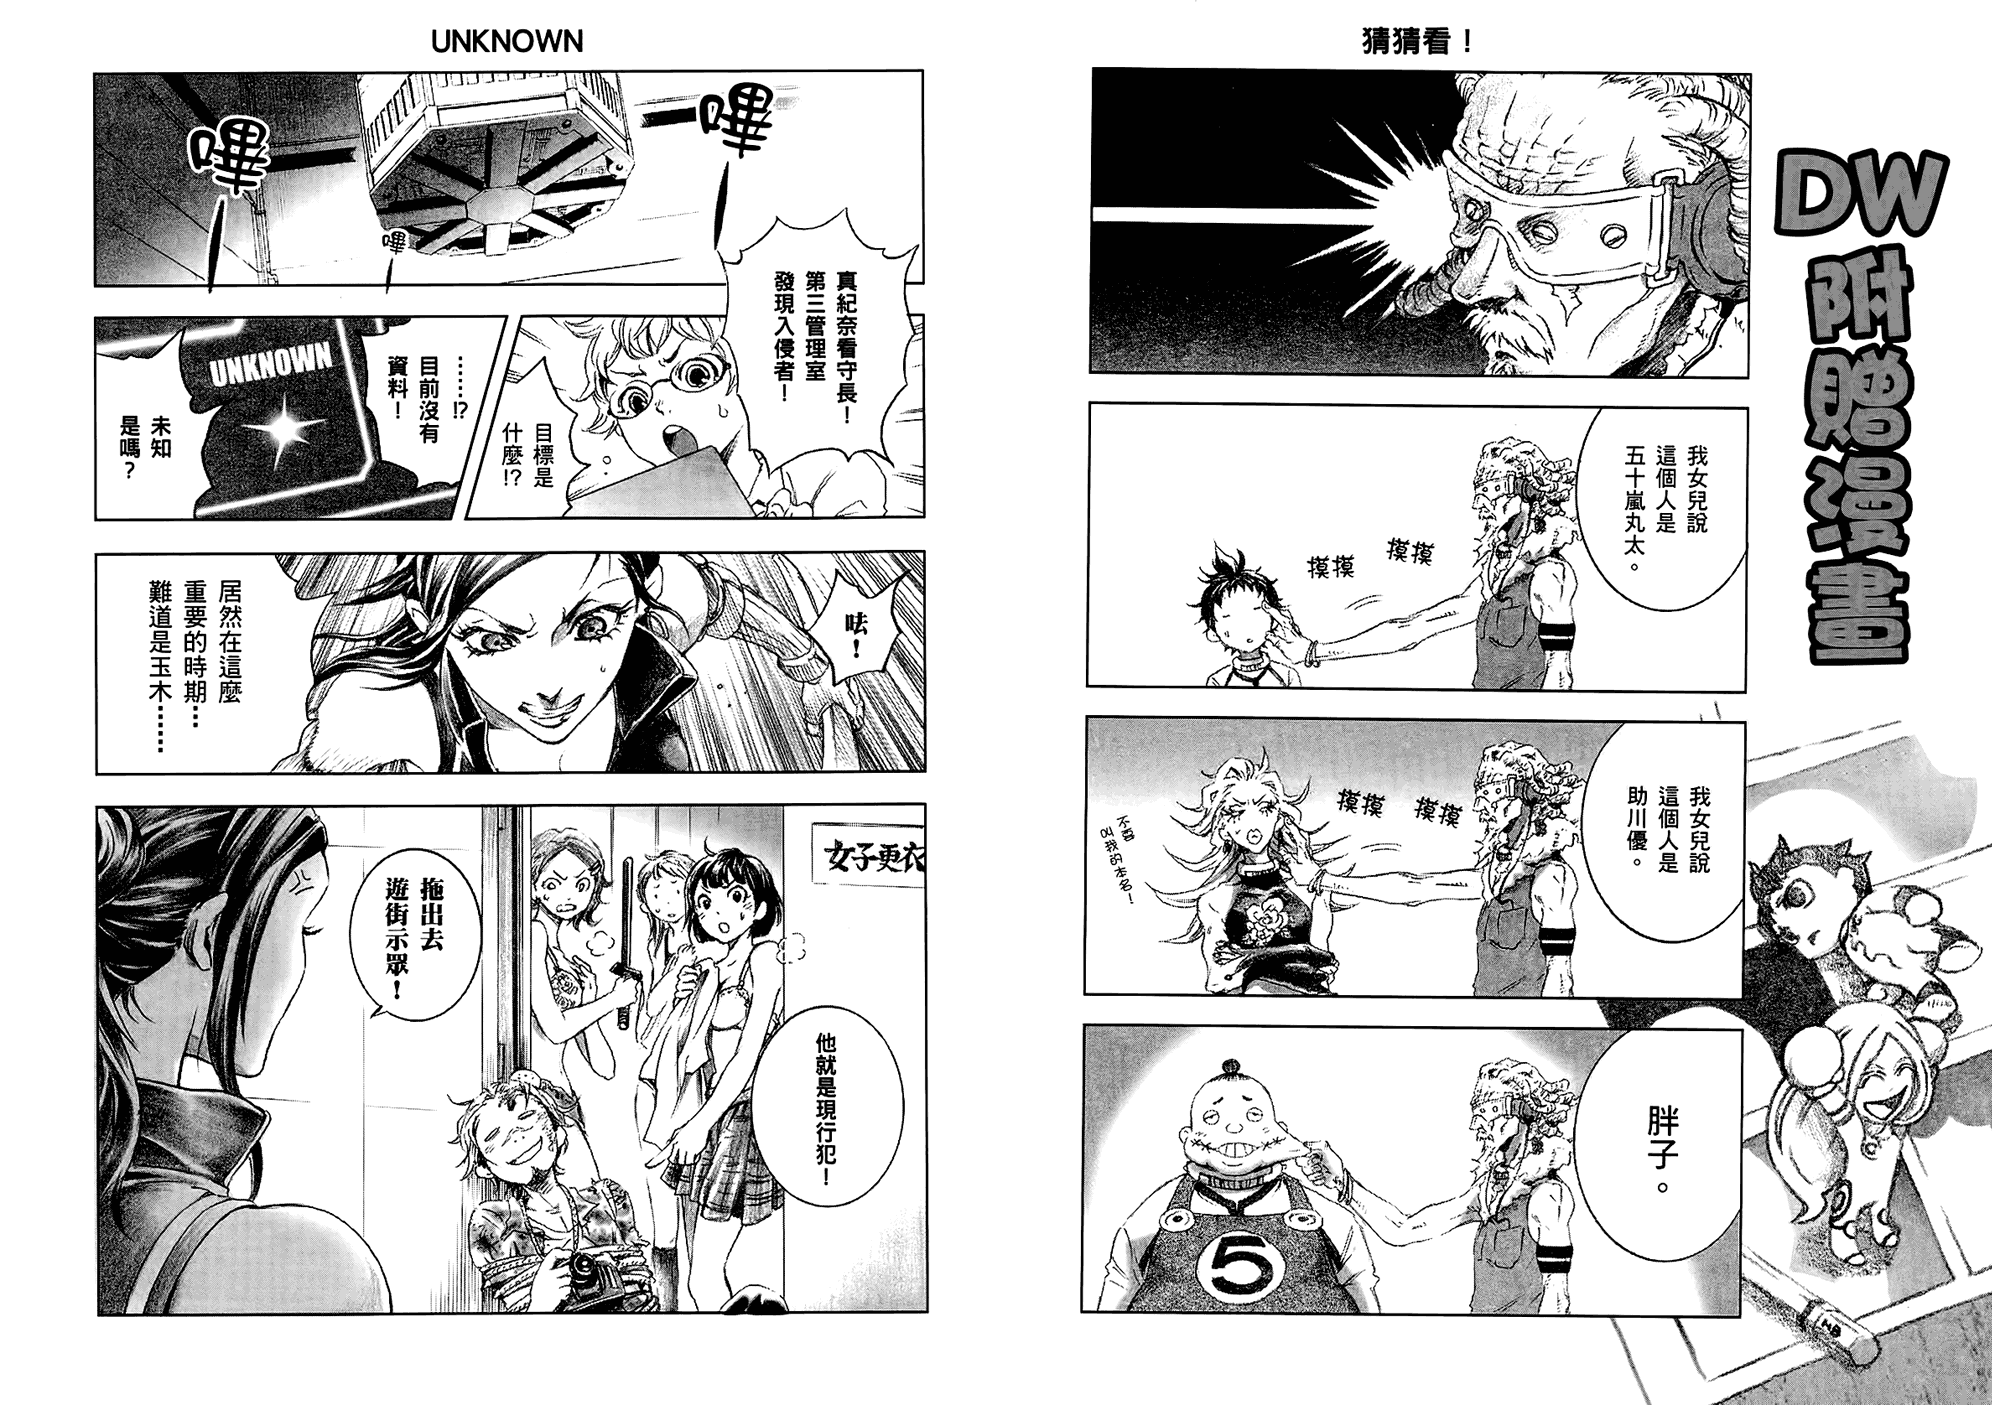 DW
附贈漫畫
猜猜看！
我女兒說
這個人是
五十嵐丸太。
摸摸
摸摸
我女兒說
這個人是
助川優。
摸摸
摸摸
不要
叫我的本名！
胖子。
5
MB
UNKNOWN
嗶
嗶
嗶
真紀奈看守長！
第三管理室
發現入侵者！
目標是
什麼!?
……!?
目前沒有
資料！
UNKNOWN
未知
是嗎？
呿！
居然在這麼
重要的時期…
難道是玉木……
女子更衣
他就是現行犯！
拖出去
遊街示眾！